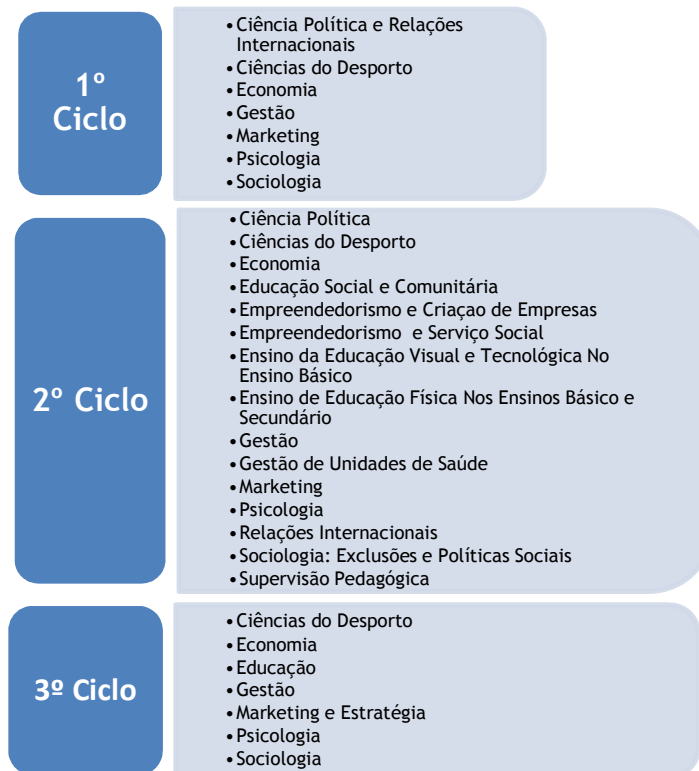 1º
Ciclo
•Ciência Política e Relações
Internacionais
•Ciências do Desporto
•Economia
•Gestão
•Marketing
•Psicologia
•Sociologia
2º Ciclo
•Ciência Política
•Ciências do Desporto
•Economia
•Educação Social e Comunitária
•Empreendedorismo e Criaçao de Empresas
•Empreendedorismo e Serviço Social
•Ensino da Educação Visual e Tecnológica No
Ensino Básico
•Ensino de Educação Física Nos Ensinos Básico e
Secundário
•Gestão
•Gestão de Unidades de Saúde
•Marketing
•Psicologia
•Relações Internacionais
•Sociologia: Exclusões e Políticas Sociais
•Supervisão Pedagógica
3º Ciclo
•Ciências do Desporto
•Economia
•Educação
•Gestão
•Marketing e Estratégia
•Psicologia
•Sociologia